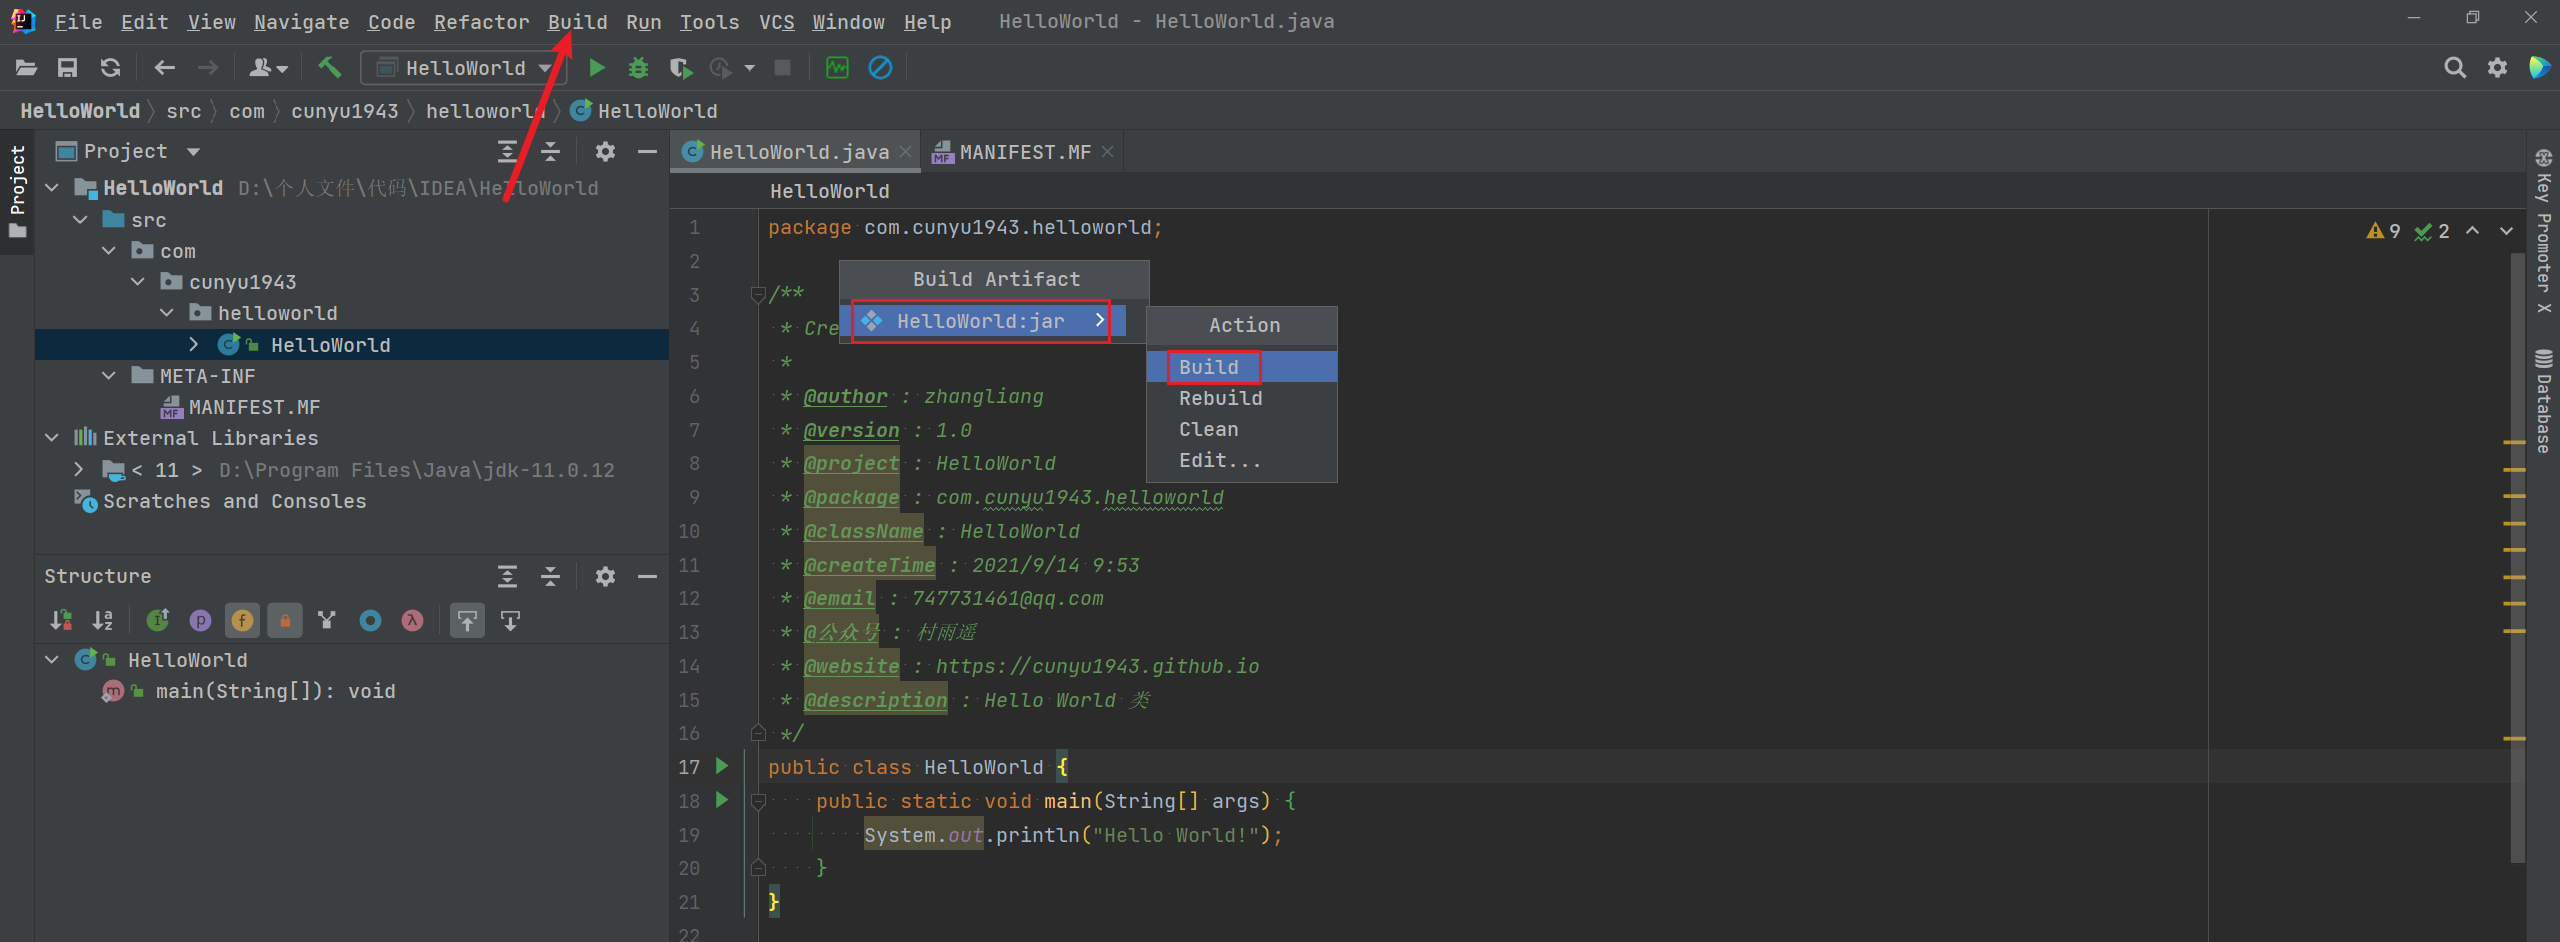 File Edit View Navigate Code Refactor Build Run Tools VCS Window Help HelloWorld - HelloWorld.java
HelloWorld
HelloWorld src com cunyu1943 helloworld HelloWorld
Project
Project
HelloWorld D:\个人文件\代码\IDEA\HelloWorld
src
com
cunyu1943
helloworld
HelloWorld
META-INF
MANIFEST.MF
External Libraries
< 11 > D:\Program Files\Java\jdk-11.0.12
Scratches and Consoles
Structure
HelloWorld
main(String[]): void
HelloWorld.java MANIFEST.MF
HelloWorld
9 2
1 package com.cunyu1943.helloworld;
2
3 /**
4 * Cre
5 *
6 * @author : zhangliang
7 * @version : 1.0
8 * @project : HelloWorld
9 * @package : com.cunyu1943.helloworld
10 * @className : HelloWorld
11 * @createTime : 2021/9/14 9:53
12 * @email : 747731461@qq.com
13 * @公众号 : 村雨遥
14 * @website : https://cunyu1943.github.io
15 * @description : Hello World 类
16 */
17 public class HelloWorld {
18 public static void main(String[] args) {
19 System.out.println("Hello World!");
20 }
21 }
22
Build Artifact
HelloWorld:jar
Action
Build
Rebuild
Clean
Edit...
Key Promoter X
Database